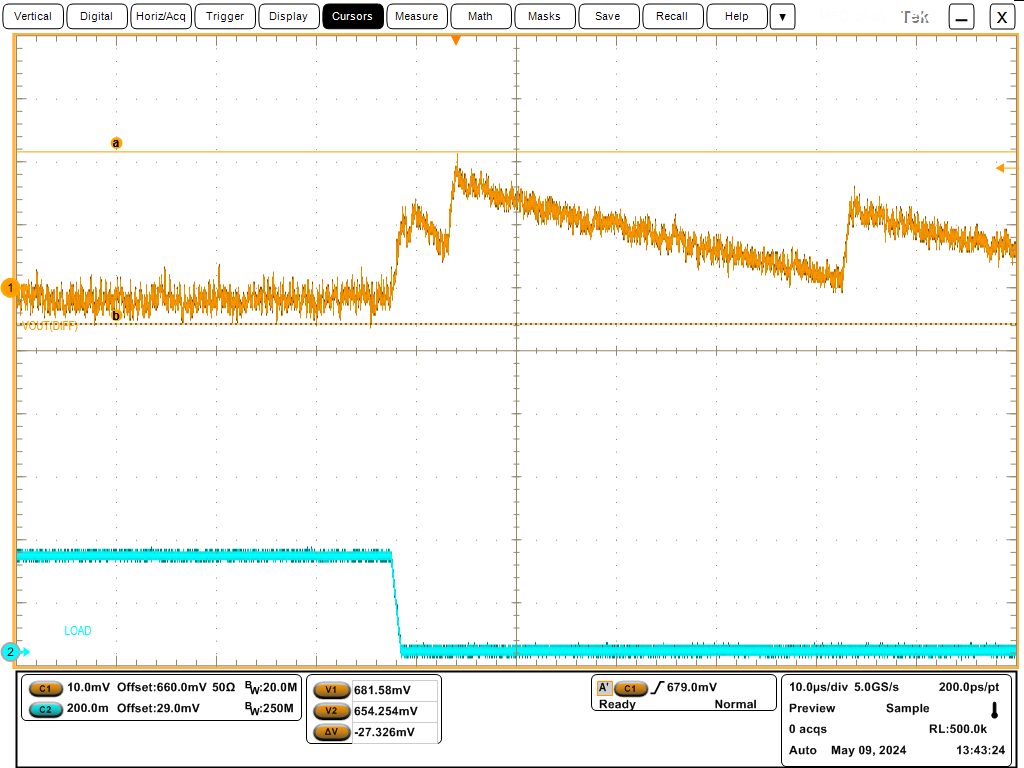 Vertical Digital Horiz/Acq Trigger Display Cursors Measure Math Masks Save Recall Help ▼ Tek X
a
1
b
VOUT(DIFF)
LOAD
2
C1 10.0mV Offset:660.0mV 50Ω BW:20.0M
C2 200.0m Offset:29.0mV BW:250M
V1 681.58mV
V2 654.254mV
ΔV -27.326mV
A' C1 679.0mV
Ready Normal
10.0µs/div 5.0GS/s 200.0ps/pt
Preview Sample
0 acqs RL:500.0k
Auto May 09, 2024 13:43:24